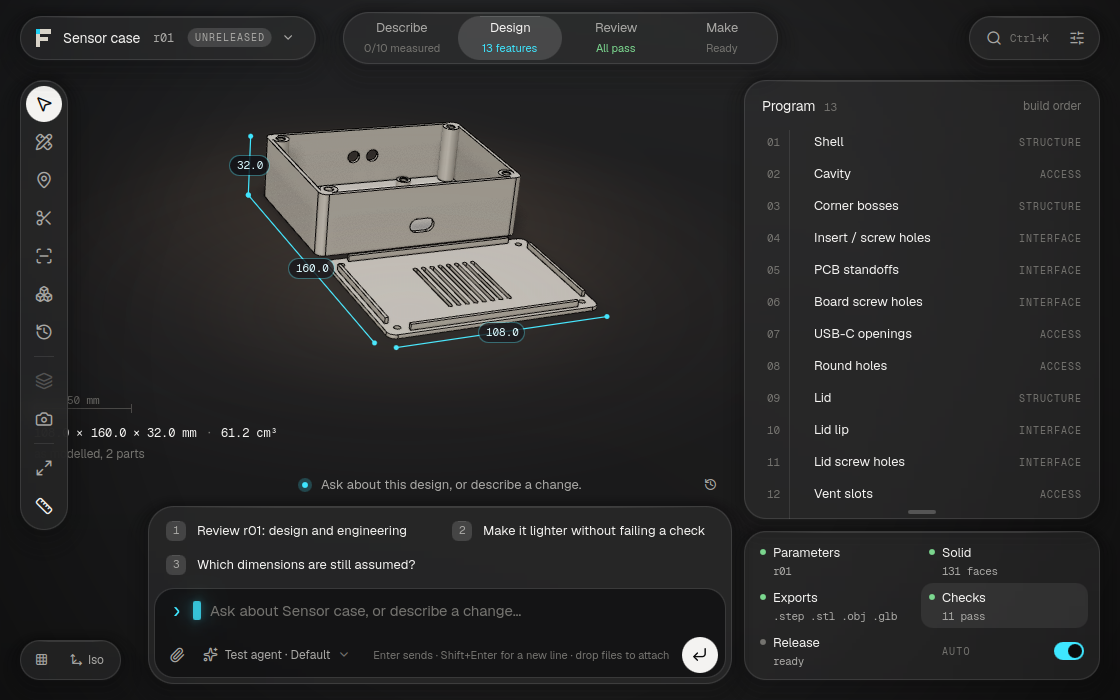 Sensor case r01 UNRELEASED
Describe
0/10 measured
Design
13 features
Review
All pass
Make
Ready
Ctrl+K
32.0
160.0
108.0
50 mm
× 160.0 × 32.0 mm · 61.2 cm³
delled, 2 parts
Program 13 build order
01 Shell STRUCTURE
02 Cavity ACCESS
03 Corner bosses STRUCTURE
04 Insert / screw holes INTERFACE
05 PCB standoffs INTERFACE
06 Board screw holes INTERFACE
07 USB-C openings ACCESS
08 Round holes ACCESS
09 Lid STRUCTURE
10 Lid lip INTERFACE
11 Lid screw holes INTERFACE
12 Vent slots ACCESS
Ask about this design, or describe a change.
1 Review r01: design and engineering
2 Make it lighter without failing a check
3 Which dimensions are still assumed?
Ask about Sensor case, or describe a change...
Test agent · Default
Enter sends · Shift+Enter for a new line · drop files to attach
Iso
Parameters
r01
Solid
131 faces
Exports
.step .stl .obj .glb
Checks
11 pass
Release
ready
AUTO